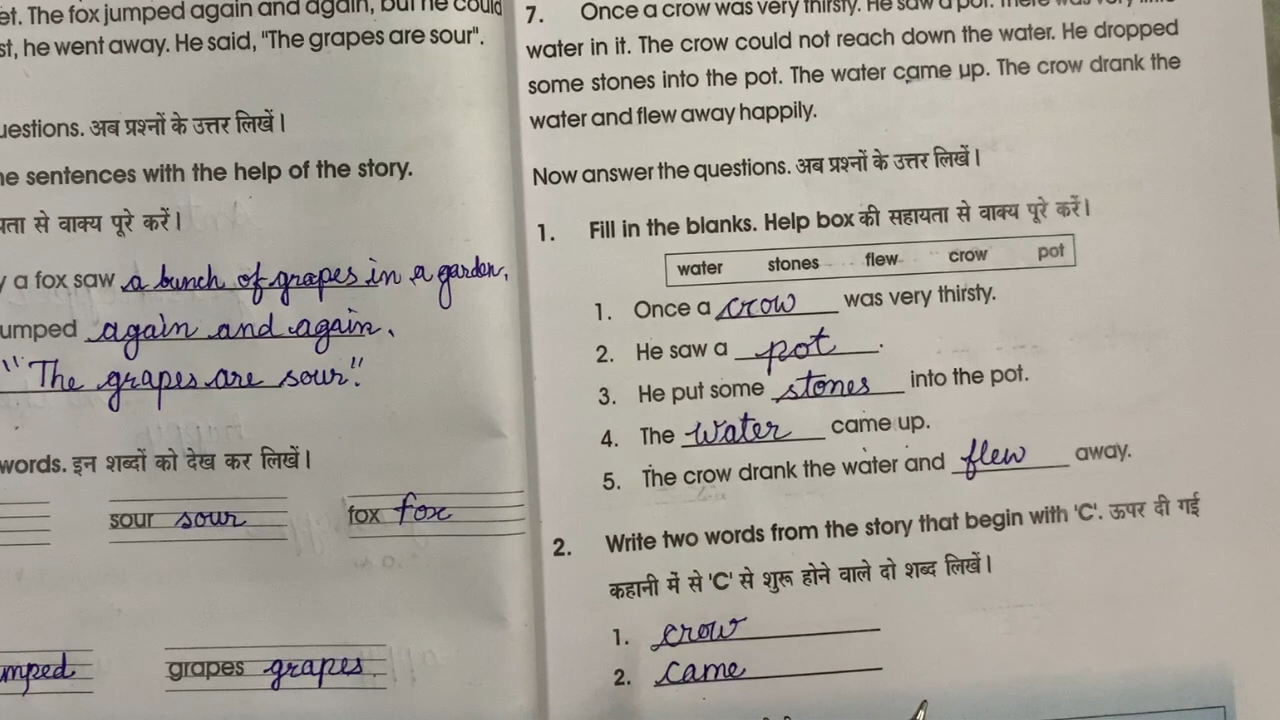 et. The fox jumped again and again, but he could
st, he went away. He said, "The grapes are sour".
uestions. अब प्रश्नों के उत्तर लिखें।
he sentences with the help of the story.
यता से वाक्य पूरे करें।
y a fox saw a bunch of grapes in a garden.
umped again and again.
"The grapes are sour."
words. इन शब्दों को देख कर लिखें।
sour sour
fox fox
umped
grapes grapes
7. Once a crow was very thirsty. He saw a pot. There was very little
water in it. The crow could not reach down the water. He dropped
some stones into the pot. The water came up. The crow drank the
water and flew away happily.
Now answer the questions. अब प्रश्नों के उत्तर लिखें।
1. Fill in the blanks. Help box की सहायता से वाक्य पूरे करें।
water stones flew crow pot
1. Once a crow was very thirsty.
2. He saw a pot.
3. He put some stones into the pot.
4. The water came up.
5. The crow drank the water and flew away.
2. Write two words from the story that begin with 'C'. ऊपर दी गई
कहानी में से 'C' से शुरू होने वाले दो शब्द लिखें।
1. crow
2. came